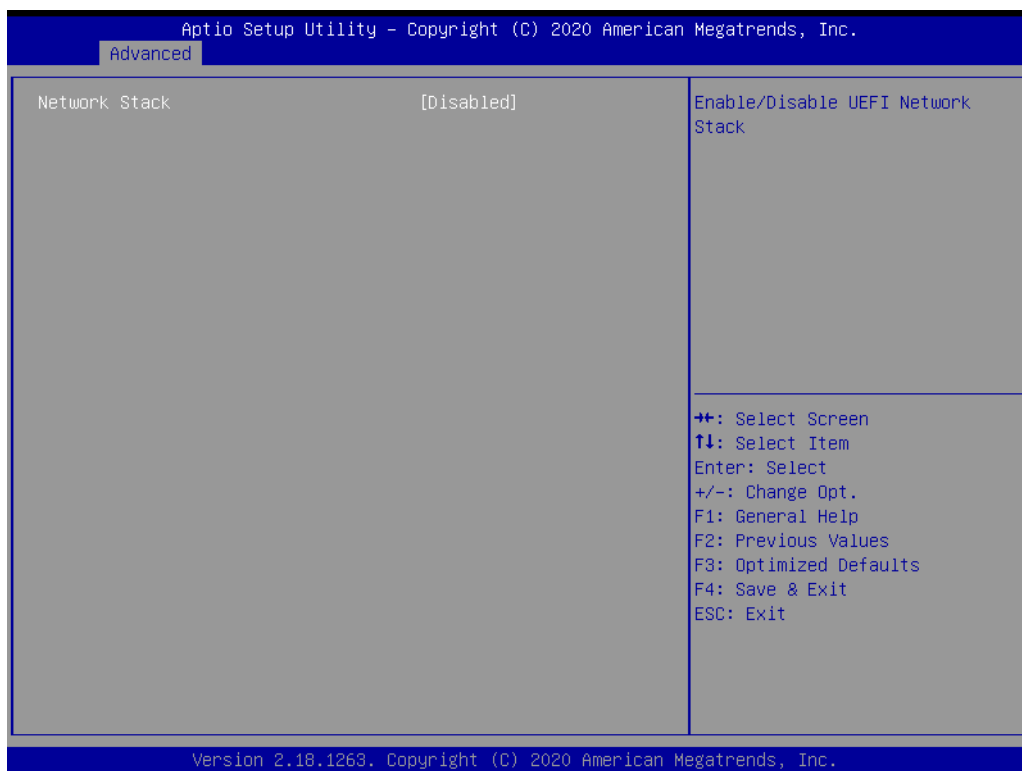 Aptio Setup Utility – Copyright (C) 2020 American Megatrends, Inc.
Advanced
Network Stack [Disabled]
Enable/Disable UEFI Network
Stack
→←: Select Screen
↑↓: Select Item
Enter: Select
+/-: Change Opt.
F1: General Help
F2: Previous Values
F3: Optimized Defaults
F4: Save & Exit
ESC: Exit
Version 2.18.1263. Copyright (C) 2020 American Megatrends, Inc.